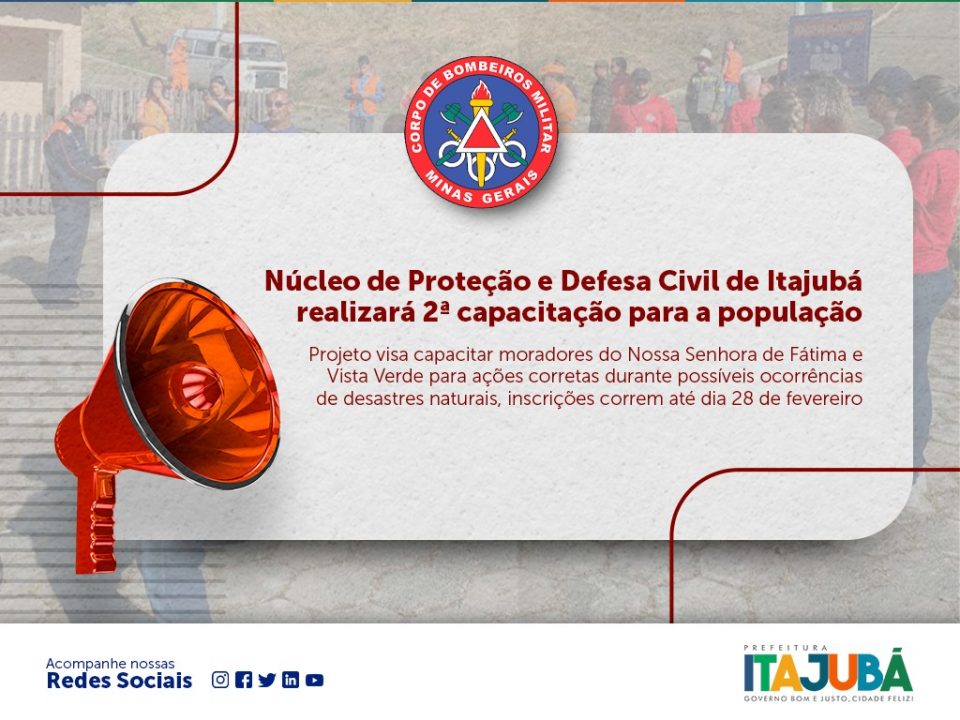 CORPO DE BOMBEIROS MILITAR
MINAS GERAIS
Núcleo de Proteção e Defesa Civil de Itajubá
realizará 2ª capacitação para a população
Projeto visa capacitar moradores do Nossa Senhora de Fátima e
Vista Verde para ações corretas durante possíveis ocorrências
de desastres naturais, inscrições correm até dia 28 de fevereiro
Acompanhe nossas
Redes Sociais
PREFEITURA
ITAJUBÁ
GOVERNO BOM E JUSTO, CIDADE FELIZ!